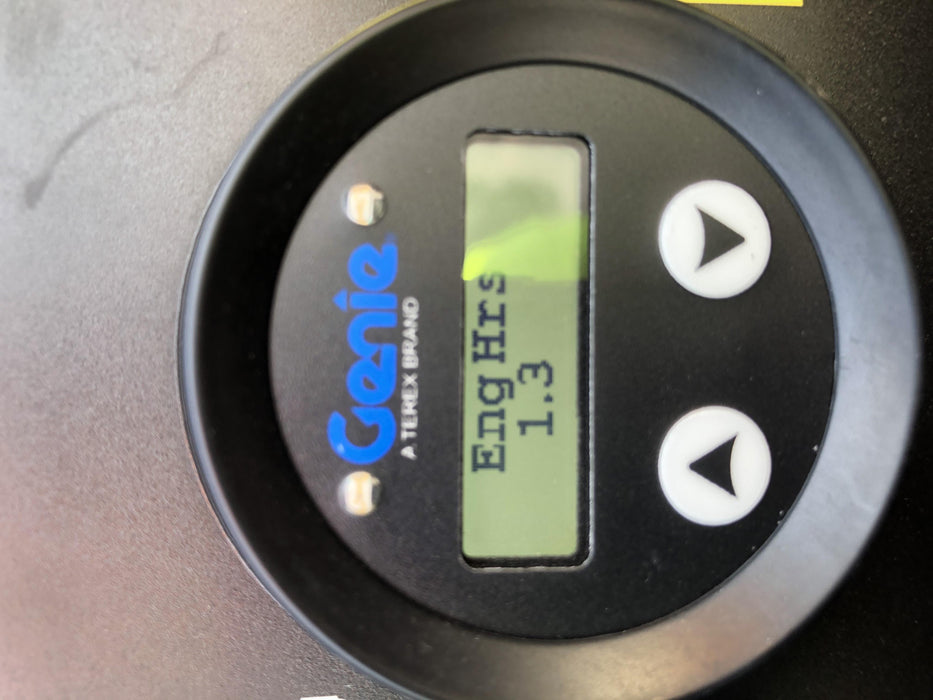 Genie
A TEREX BRAND
Eng Hrs
1.3